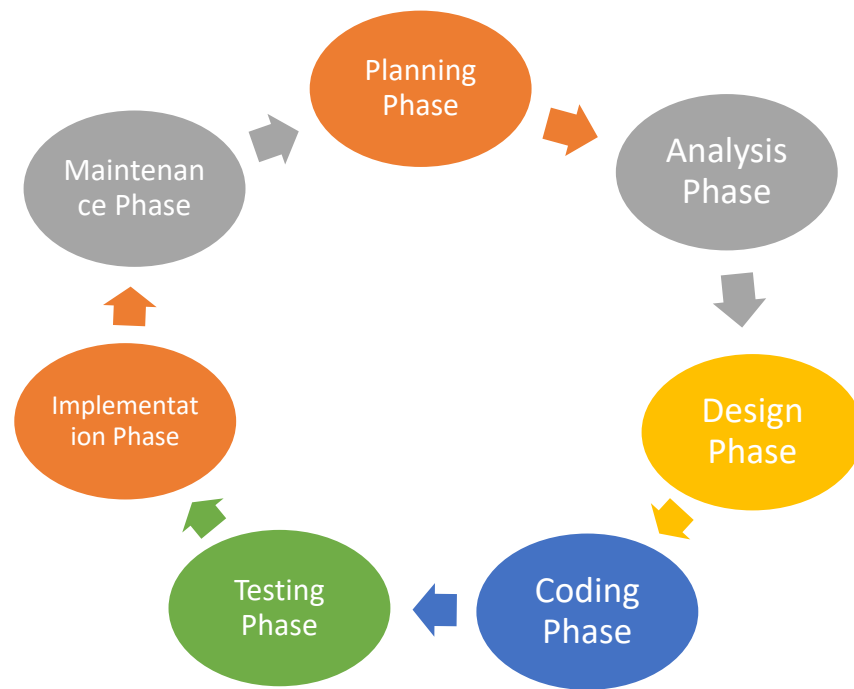 Planning
Phase
Analysis
Phase
Design
Phase
Coding
Phase
Testing
Phase
Implementat
ion Phase
Maintenan
ce Phase